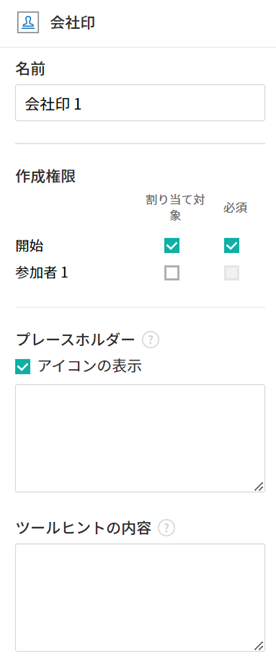 会社印
名前
会社印 1
作成権限
割り当て対
象
必須
開始
参加者 1
プレースホルダー ?
アイコンの表示
ツールヒントの内容 ?